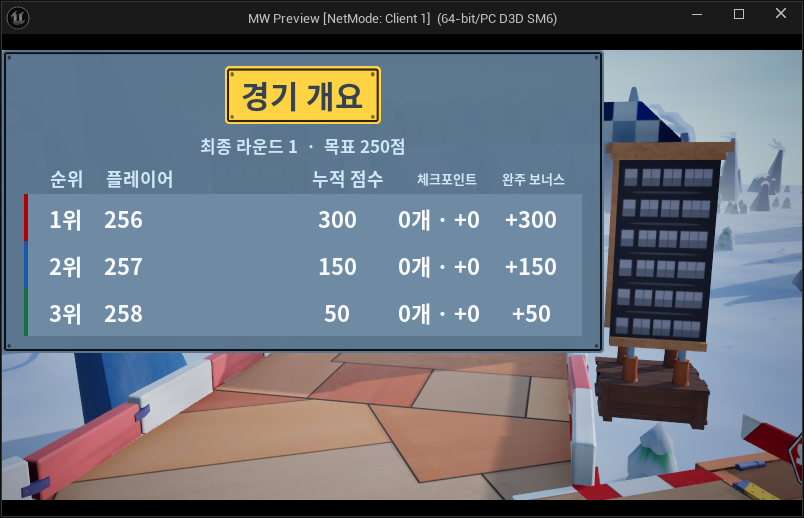 MW Preview [NetMode: Client 1]  (64-bit/PC D3D SM6)
경기 개요
최종 라운드 1 · 목표 250점
순위 플레이어 누적 점수 체크포인트 완주 보너스
1위 256 300 0개 · +0 +300
2위 257 150 0개 · +0 +150
3위 258 50 0개 · +0 +50